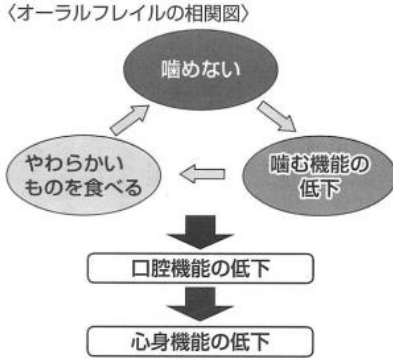 〈オーラルフレイルの相関図〉
噛めない
噛む機能の
低下
やわらかい
ものを食べる
口腔機能の低下
心身機能の低下